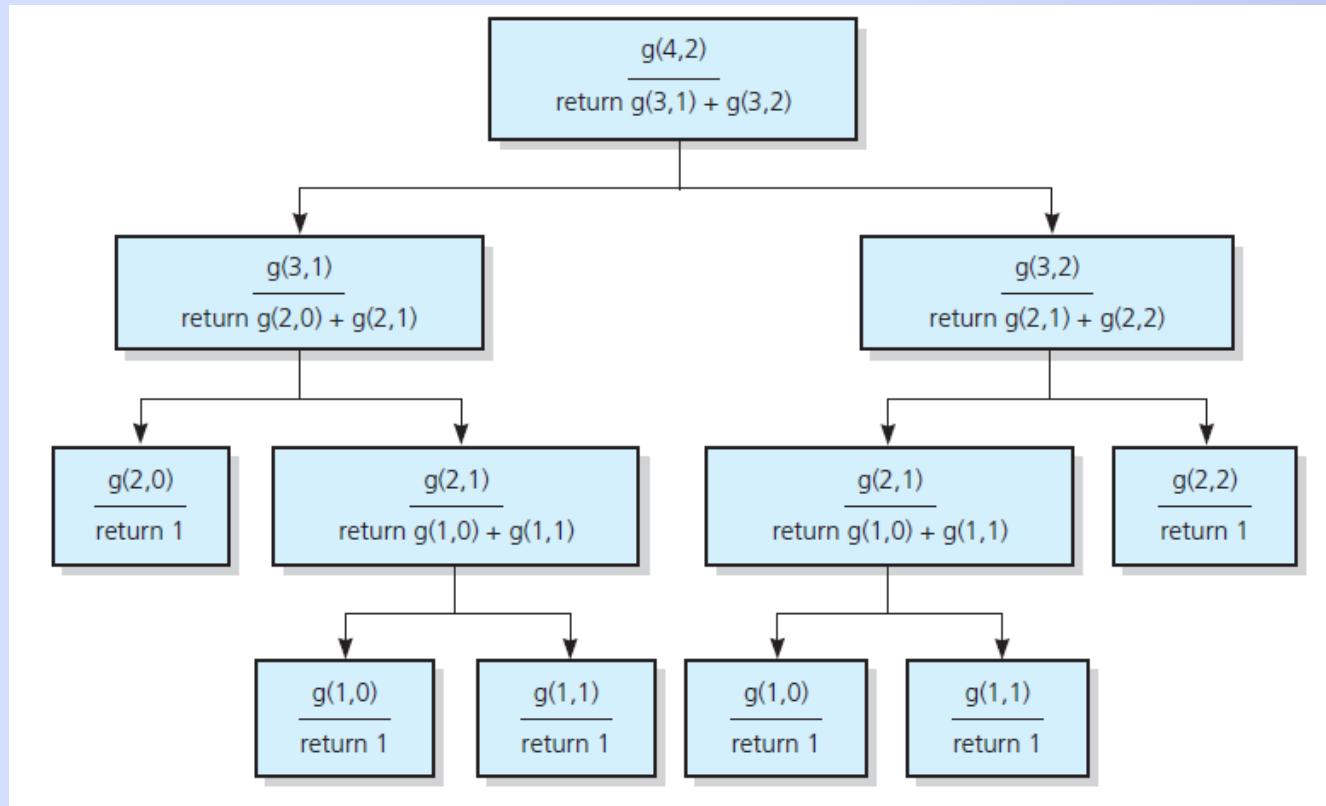 g(4,2)
return g(3,1) + g(3,2)
g(3,1)
return g(2,0) + g(2,1)
g(3,2)
return g(2,1) + g(2,2)
g(2,0)
return 1
g(2,1)
return g(1,0) + g(1,1)
g(2,1)
return g(1,0) + g(1,1)
g(2,2)
return 1
g(1,0)
return 1
g(1,1)
return 1
g(1,0)
return 1
g(1,1)
return 1